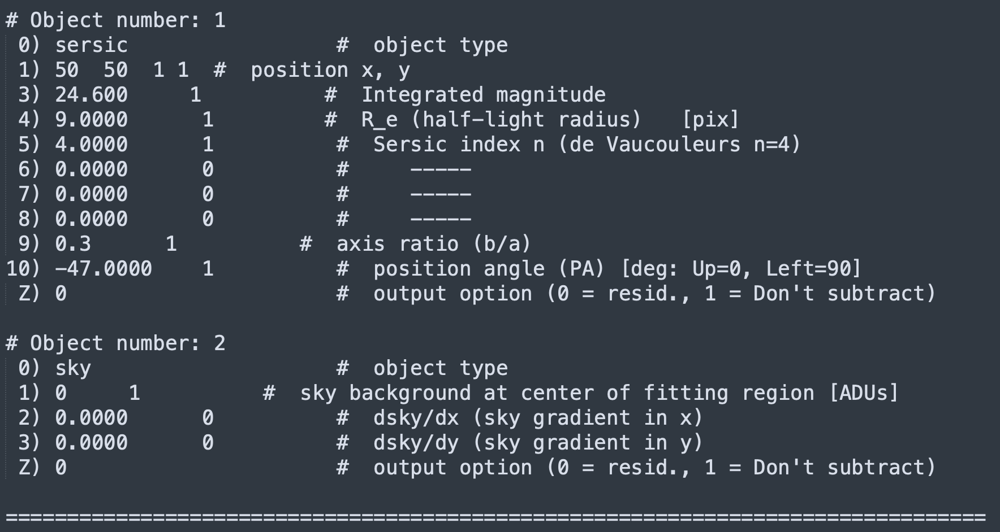 # Object number: 1
 0) sersic                 #  object type
 1) 50  50  1 1  #  position x, y
 3) 24.600     1          #  Integrated magnitude
 4) 9.0000      1         #  R_e (half-light radius)   [pix]
 5) 4.0000      1          #  Sersic index n (de Vaucouleurs n=4)
 6) 0.0000      0          #     -----
 7) 0.0000      0          #     -----
 8) 0.0000      0          #     -----
 9) 0.3      1          #  axis ratio (b/a)
10) -47.0000    1          #  position angle (PA) [deg: Up=0, Left=90]
 Z) 0                      #  output option (0 = resid., 1 = Don't subtract)

# Object number: 2
 0) sky                    #  object type
 1) 0     1          #  sky background at center of fitting region [ADUs]
 2) 0.0000      0          #  dsky/dx (sky gradient in x)
 3) 0.0000      0          #  dsky/dy (sky gradient in y)
 Z) 0                      #  output option (0 = resid., 1 = Don't subtract)

================================================================================